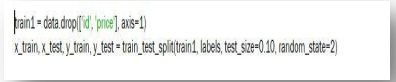 train1 = data.drop(['id', 'price'], axis=1)
x_train, x_test, y_train, y_test = train_test_split(train1, labels, test_size=0.10, random_state=2)